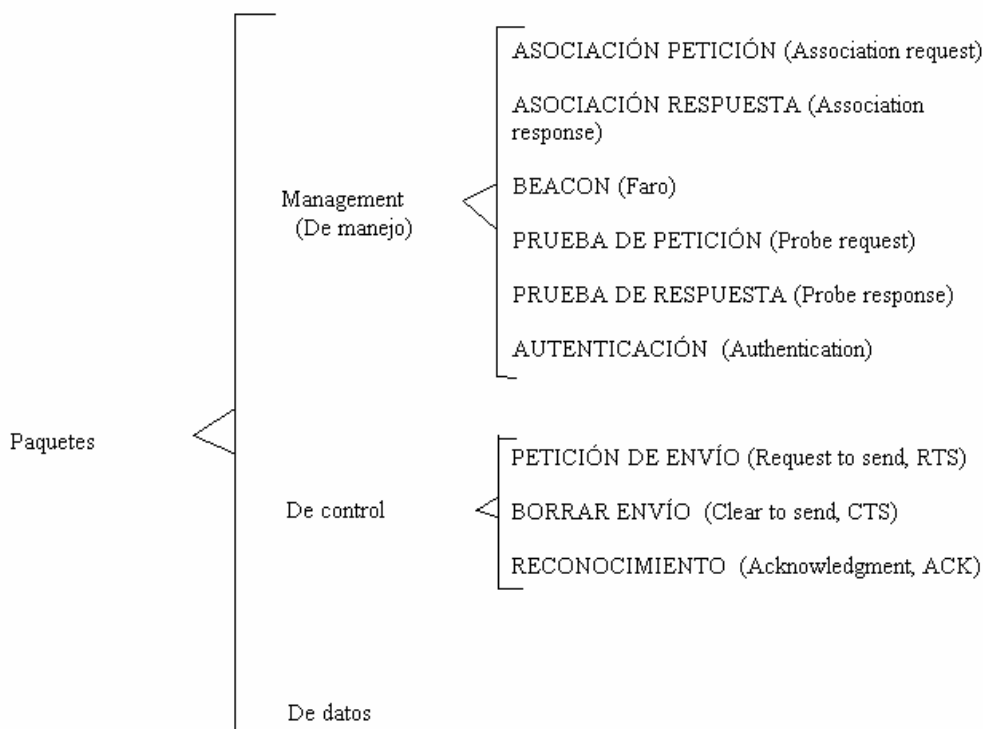 ASOCIACIÓN PETICIÓN (Association request)
ASOCIACIÓN RESPUESTA (Association
response)
Management
(De manejo)
BEACON (Faro)
PRUEBA DE PETICIÓN (Probe request)
PRUEBA DE RESPUESTA (Probe response)
AUTENTICACIÓN (Authentication)
Paquetes
De control
PETICIÓN DE ENVÍO (Request to send, RTS)
BORRAR ENVÍO (Clear to send, CTS)
RECONOCIMIENTO (Acknowledgment, ACK)
De datos